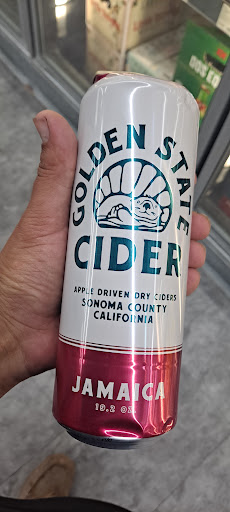 GOLDEN STATE
CIDER
APPLE DRIVEN DRY CIDERS
SONOMA COUNTY
CALIFORNIA
JAMAICA
19.2 OZ.